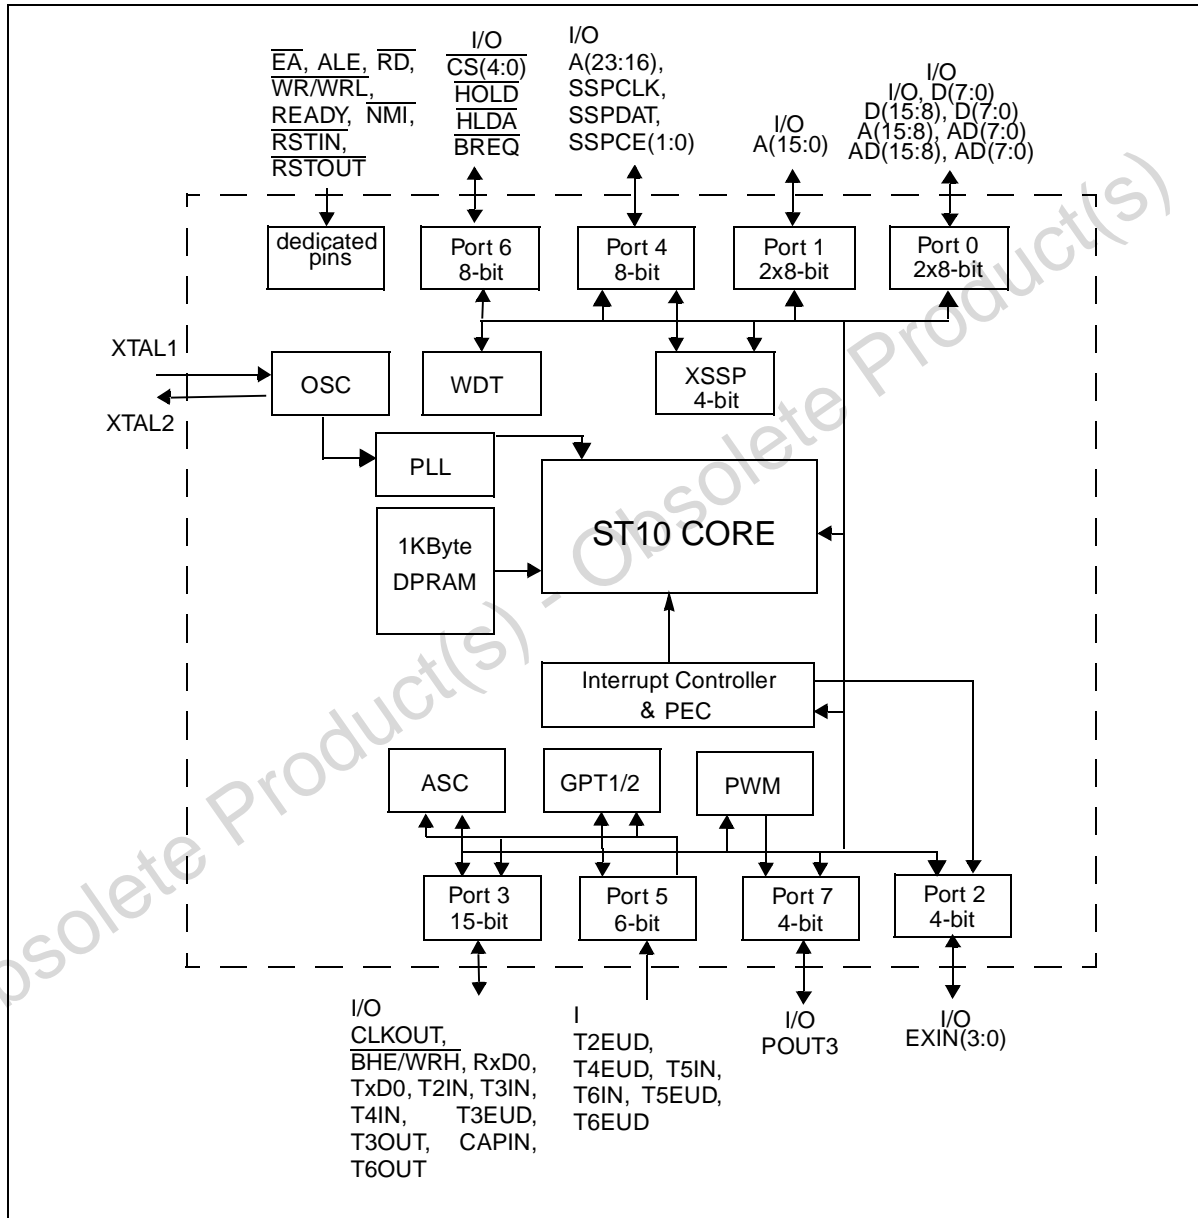 EA, ALE, RD,
WR/WRL,
READY, NMI,
RSTIN,
RSTOUT
I/O
CS(4:0)
HOLD
HLDA
BREQ
I/O
A(23:16),
SSPCLK,
SSPDAT,
SSPCE(1:0)
I/O
A(15:0)
I/O
I/O, D(7:0)
D(15:8), D(7:0)
A(15:8), AD(7:0)
AD(15:8), AD(7:0)
dedicated
pins
Port 6
8-bit
Port 4
8-bit
Port 1
2x8-bit
Port 0
2x8-bit
XTAL1
XTAL2
OSC
WDT
XSSP
4-bit
PLL
ST10 CORE
1KByte
DPRAM
Interrupt Controller
& PEC
ASC
GPT1/2
PWM
Port 3
15-bit
Port 5
6-bit
Port 7
4-bit
Port 2
4-bit
I/O
CLKOUT,
BHE/WRH, RxD0,
TxD0, T2IN, T3IN,
T4IN, T3EUD,
T3OUT, CAPIN,
T6OUT
I
T2EUD,
T4EUD, T5IN,
T6IN, T5EUD,
T6EUD
I/O
POUT3
I/O
EXIN(3:0)
bsolete Product(s) - Obsolete Product(s)